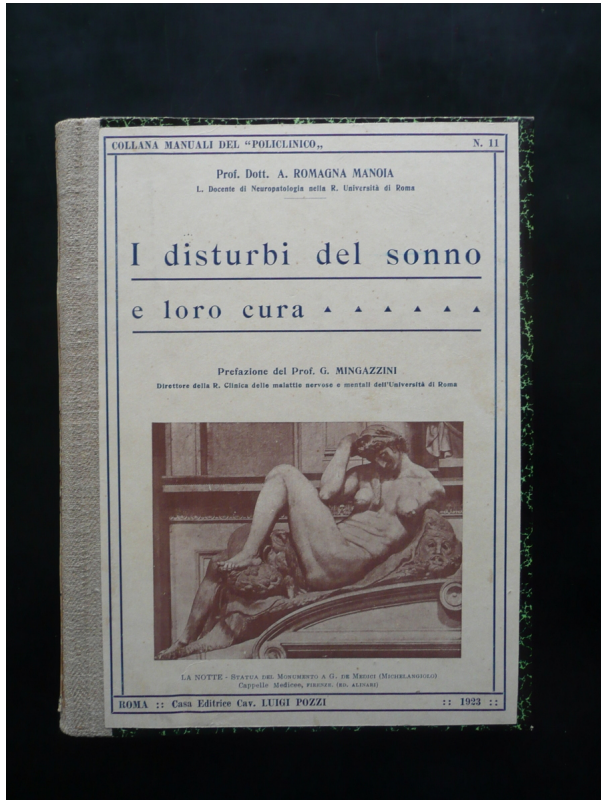 COLLANA MANUALI DEL "POLICLINICO„ N. 11
Prof. Dott. A. ROMAGNA MANOIA
L. Docente di Neuropatologia nella R. Università di Roma
I disturbi del sonno
e loro cura
Prefazione del Prof. G. MINGAZZINI
Direttore della R. Clinica delle malattie nervose e mentali dell'Università di Roma
LA NOTTE - STATUA DEL MONUMENTO A G. DE MEDICI (MICHELANGIOLO)
Cappelle Medicee, FIRENZE. (ED. ALINARI)
ROMA :: Casa Editrice Cav. LUIGI POZZI :: 1923 ::